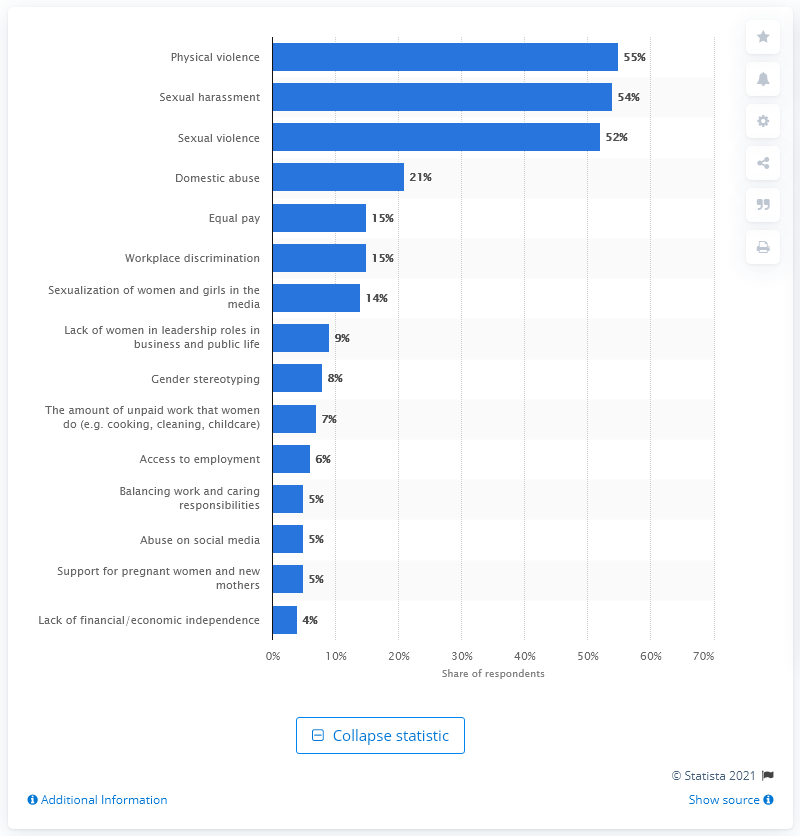 Physical violence 55%
Sexual harassment 54%
Sexual violence 52%
Domestic abuse 21%
Equal pay 15%
Workplace discrimination 15%
Sexualization of women and girls in the
media 14%
Lack of women in leadership roles in
business and public life 9%
Gender stereotyping 8%
The amount of unpaid work that women
do (e.g. cooking, cleaning, childcare) 7%
Access to employment 6%
Balancing work and caring
responsibilities 5%
Abuse on social media 5%
Support for pregnant women and new
mothers 5%
Lack of financial/economic independence 4%
0% 10% 20% 30% 40% 50% 60% 70%
Share of respondents
Collapse statistic
© Statista 2021
Additional Information Show source